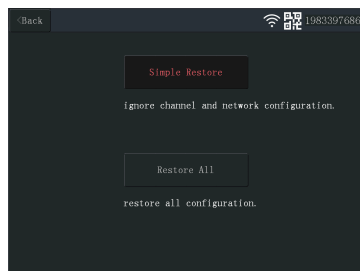 <Back
1983397686
Simple Restore
ignore channel and network configuration.
Restore All
restore all configuration.